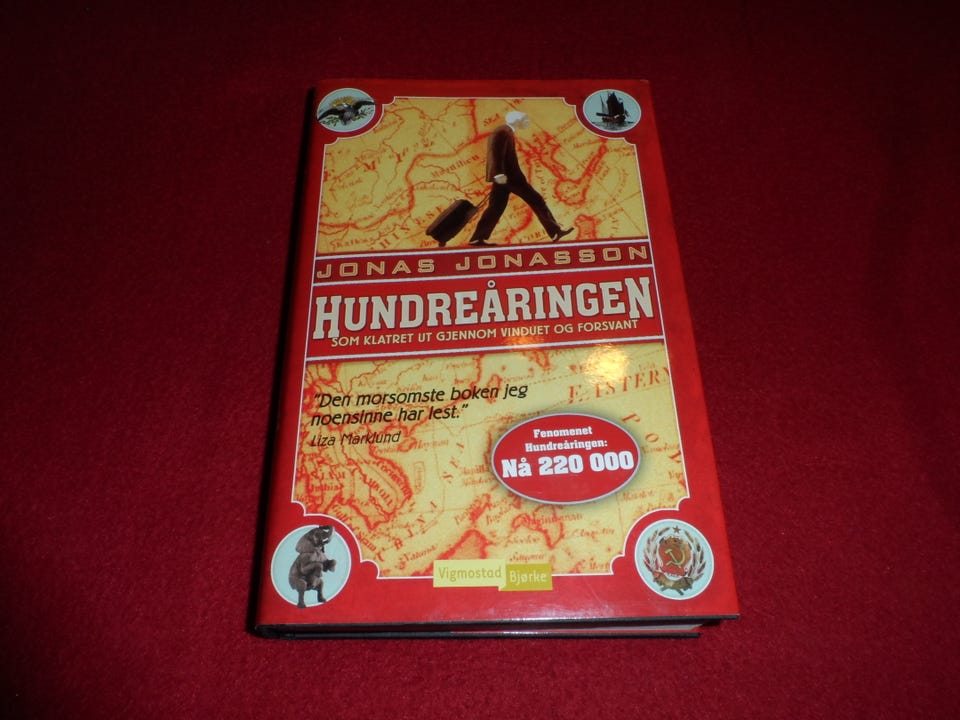 JONAS JONASSON
HUNDREÅRINGEN
SOM KLATRET UT GJENNOM VINDUET OG FORSVANT
"Den morsomste boken jeg
noensinne har lest."
Liza Marklund
EASTERN
Fenomenet
Hundreåringen:
Nå 220 000
Vigmostad
Bjørke